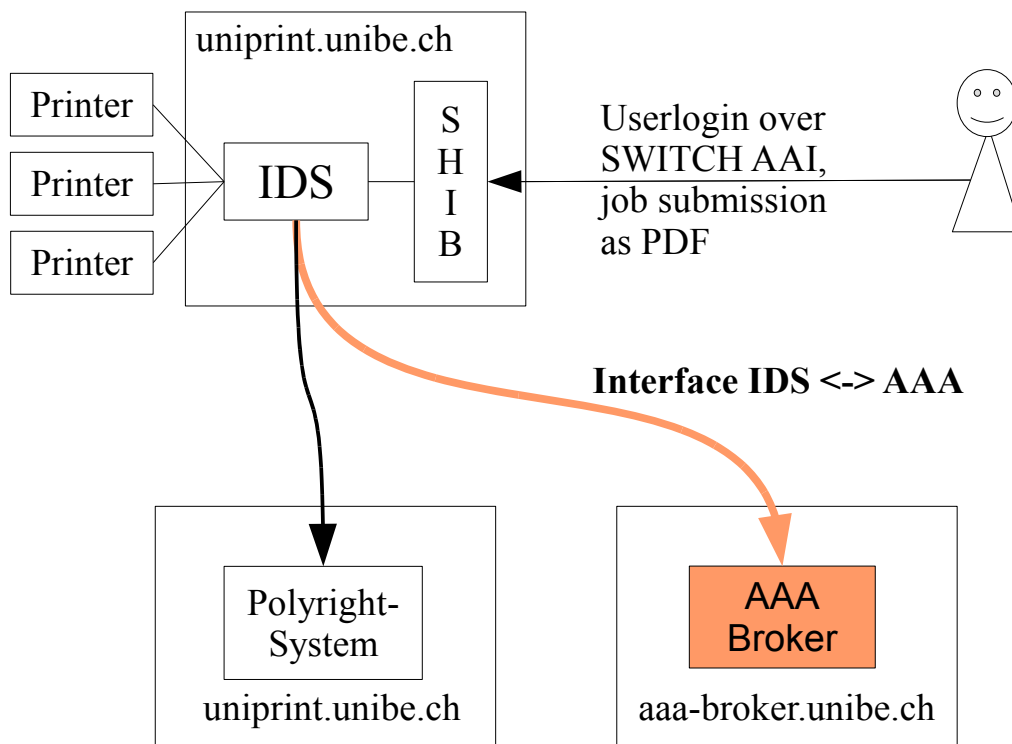 uniprint.unibe.ch
Printer
Printer
Printer
IDS
S
H
I
B
Userlogin over
SWITCH AAI,
job submission
as PDF
Interface IDS <-> AAA
Polyright-
System
uniprint.unibe.ch
AAA
Broker
aaa-broker.unibe.ch